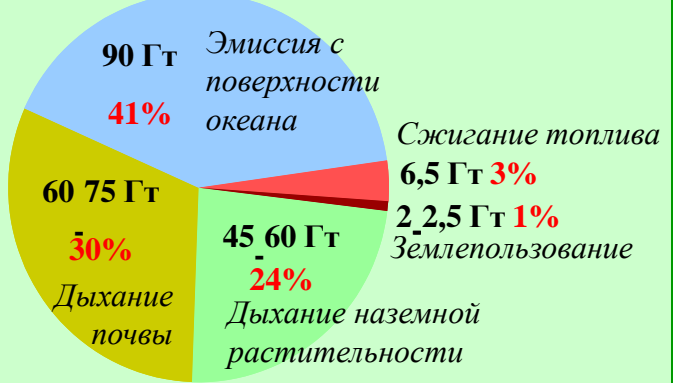 90 Гт
41%
Эмиссия с
поверхности
океана
Сжигание топлива
6,5 Гт 3%
2-2,5 Гт 1%
Землепользование
60-75 Гт
30%
Дыхание
почвы
45-60 Гт
24%
Дыхание наземной
растительности